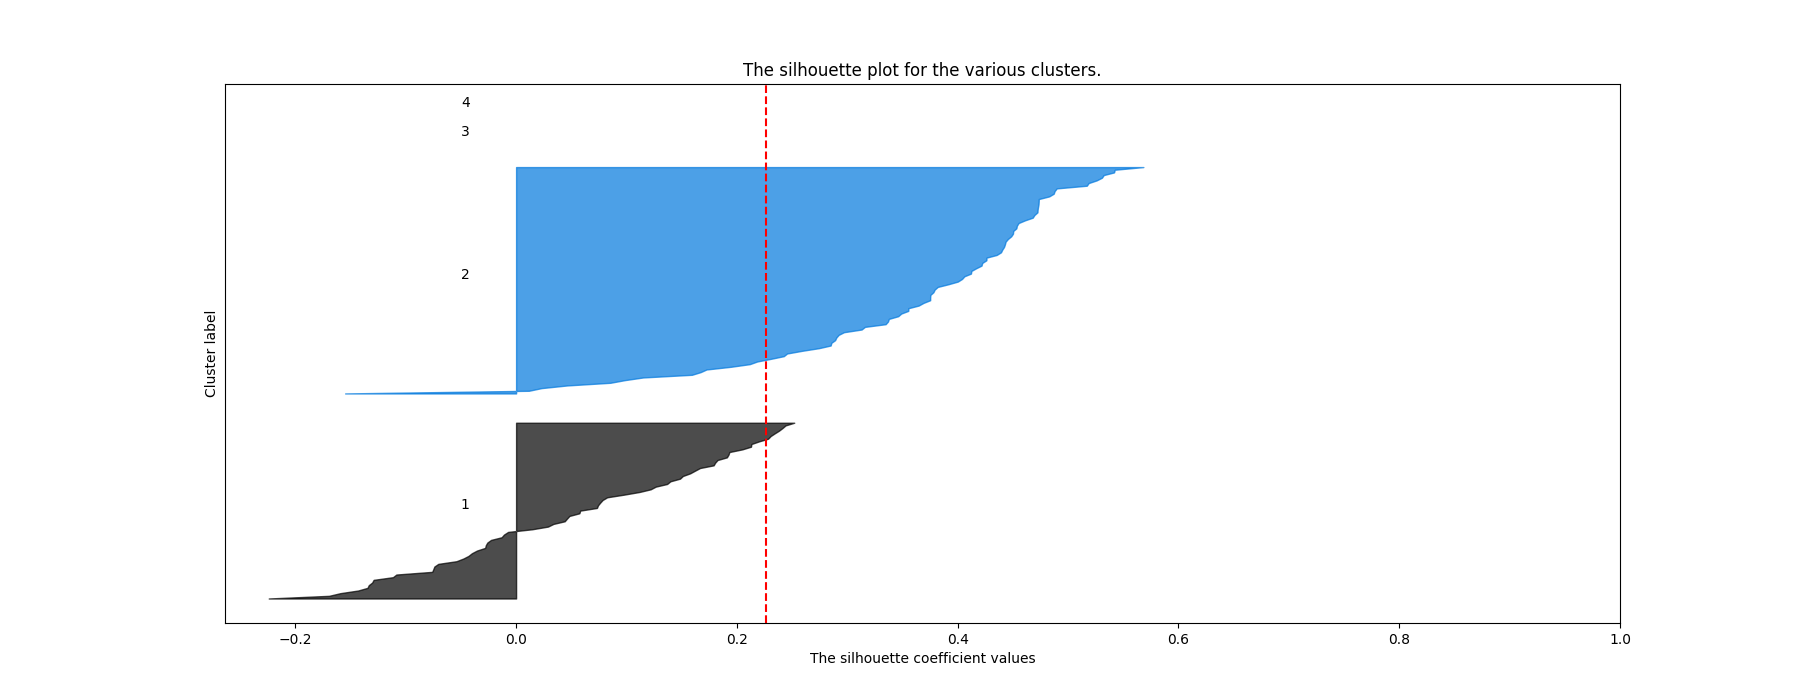 The silhouette plot for the various clusters.
4
3
2
1
Cluster label
−0.2 0.0 0.2 0.4 0.6 0.8 1.0
The silhouette coefficient values